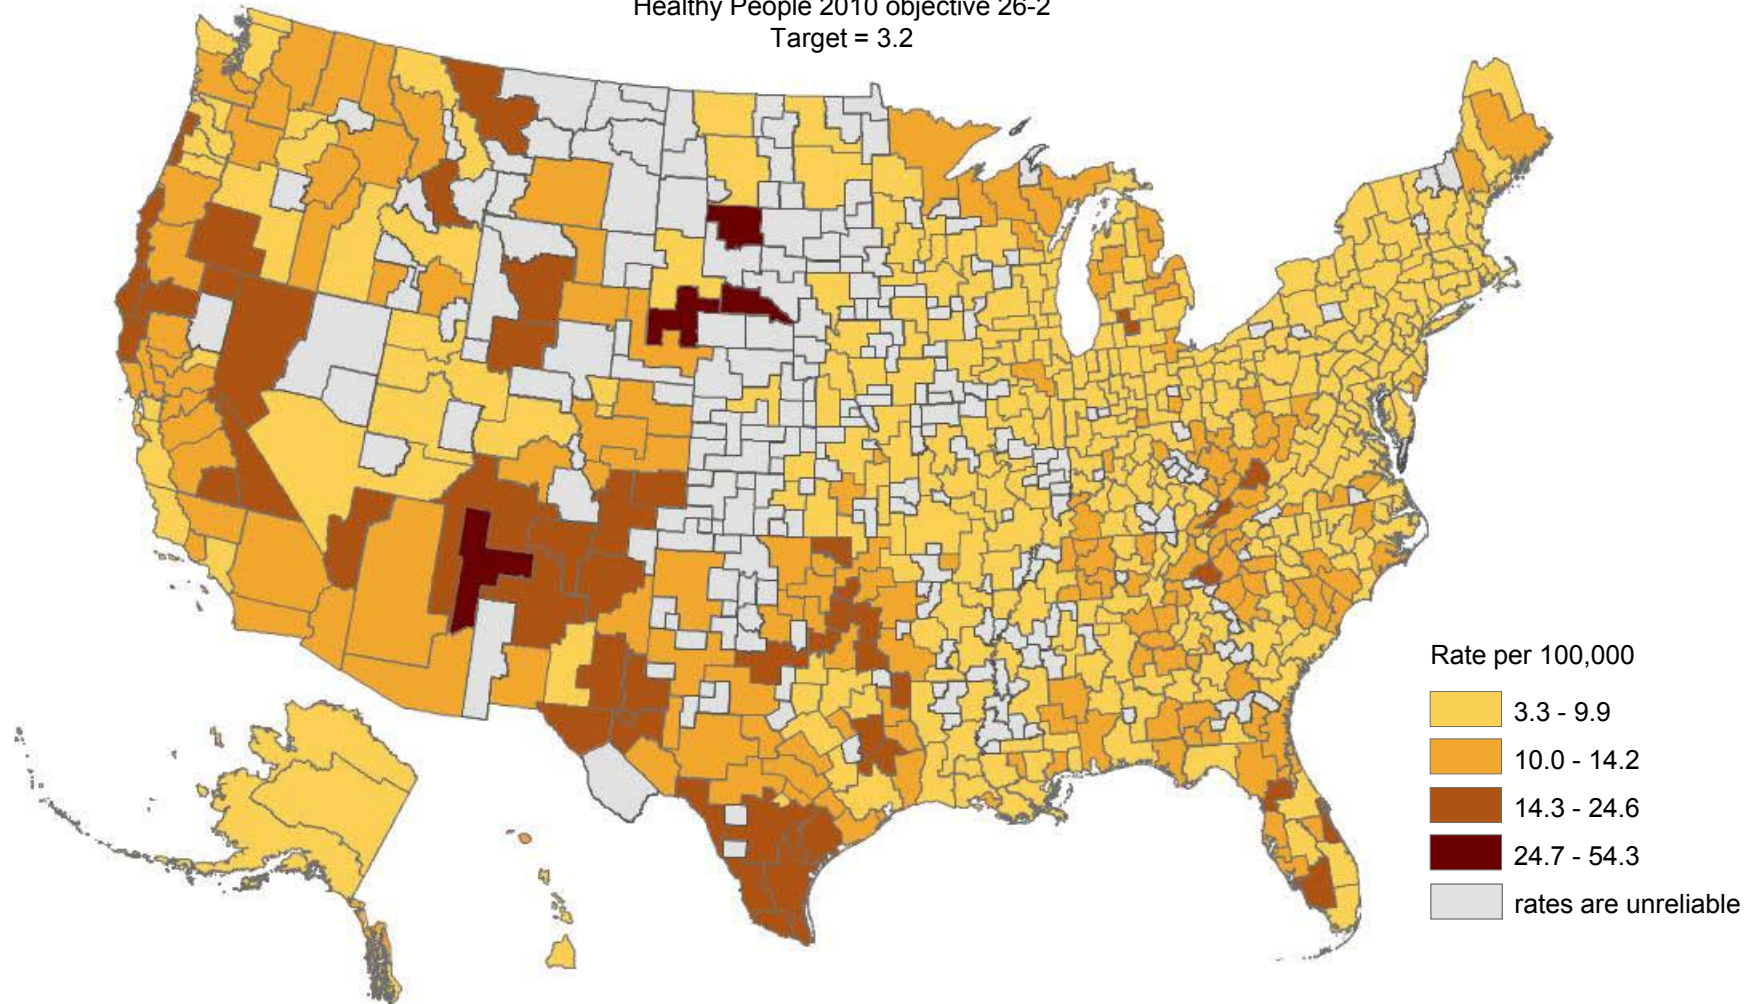 Healthy People 2010 objective 26-2
Target = 3.2
Rate per 100,000
3.3 - 9.9
10.0 - 14.2
14.3 - 24.6
24.7 - 54.3
rates are unreliable